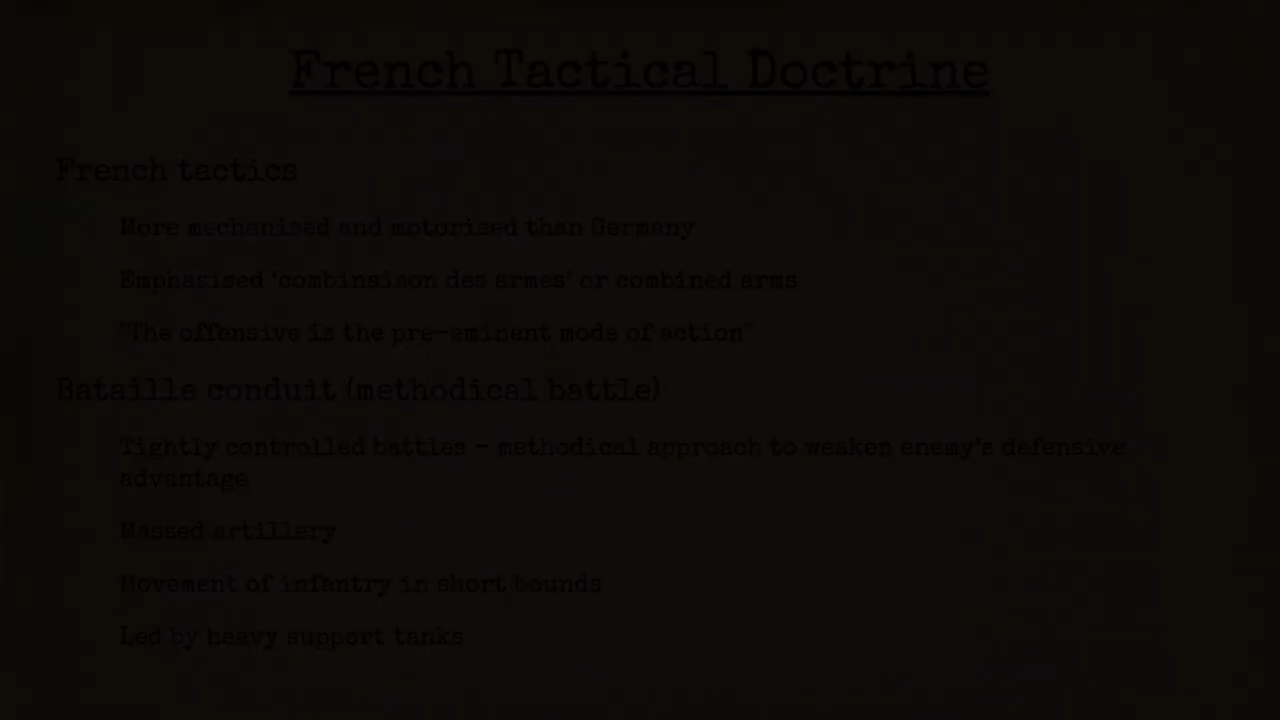 French Tactical Doctrine
French tactics
More mechanised and motorised than Germany
Emphasised 'combinsison des armes' or combined arms
"The offensive is the pre-eminent mode of action"
Bataille conduit (methodical battle)
Tightly controlled battles - methodical approach to weaken enemy's defensive
advantage
Massed artillery
Movement of infantry in short bounds
Led by heavy support tanks